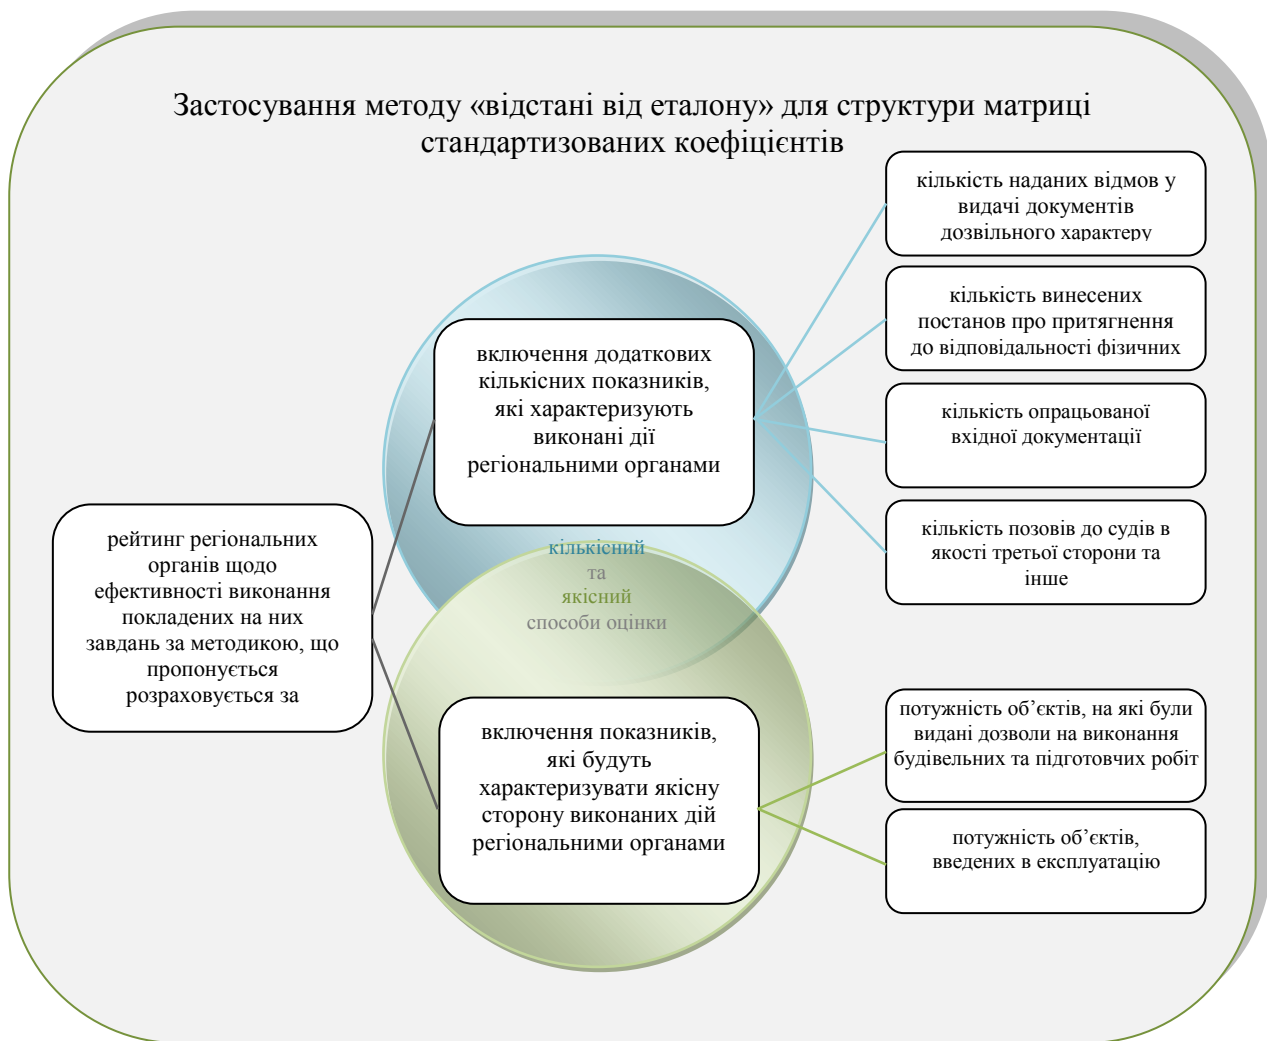 Застосування методу «відстані від еталону» для структури матриці
стандартизованих коефіцієнтів
рейтинг регіональних
органів щодо
ефективності виконання
покладених на них
завдань за методикою, що
пропонується
розраховується за
включення додаткових
кількісних показників,
які характеризують
виконані дії
регіональними органами
кількісний
та
якісний
способи оцінки
включення показників,
які будуть
характеризувати якісну
сторону виконаних дій
регіональними органами
кількість наданих відмов у
видачі документів
дозвільного характеру
кількість винесених
постанов про притягнення
до відповідальності фізичних
кількість опрацьованої
вхідної документації
кількість позовів до судів в
якості третьої сторони та
інше
потужність об’єктів, на які були
видані дозволи на виконання
будівельних та підготовчих робіт
потужність об’єктів,
введених в експлуатацію